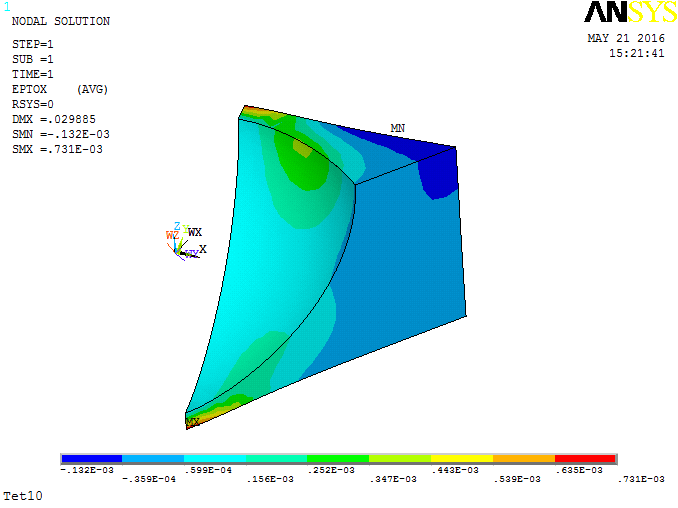 1
NODAL SOLUTION
ANSYS
MAY 21 2016
15:21:41
STEP=1
SUB =1
TIME=1
EPTOX (AVG)
RSYS=0
DMX =.029885
SMN =-.132E-03
SMX =.731E-03
MN
Z
WZ WX
X
WY
MX
-.132E-03 .599E-04 .252E-03 .443E-03 .635E-03
-.359E-04 .156E-03 .347E-03 .539E-03 .731E-03
Tet10